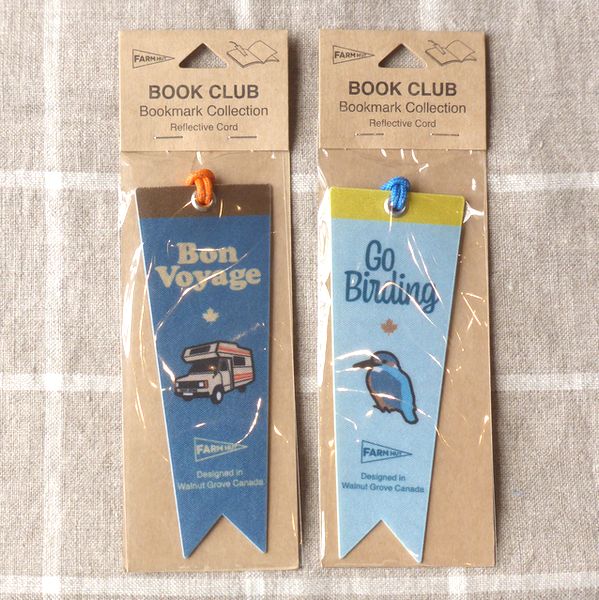 FARM HUT
BOOK CLUB
Bookmark Collection
Reflective Cord
Bon
Voyage
FARM HUT
Designed in
Walnut Grove Canada
FARM HUT
BOOK CLUB
Bookmark Collection
Reflective Cord
Go
Birding
FARM HUT
Designed in
Walnut Grove Canada